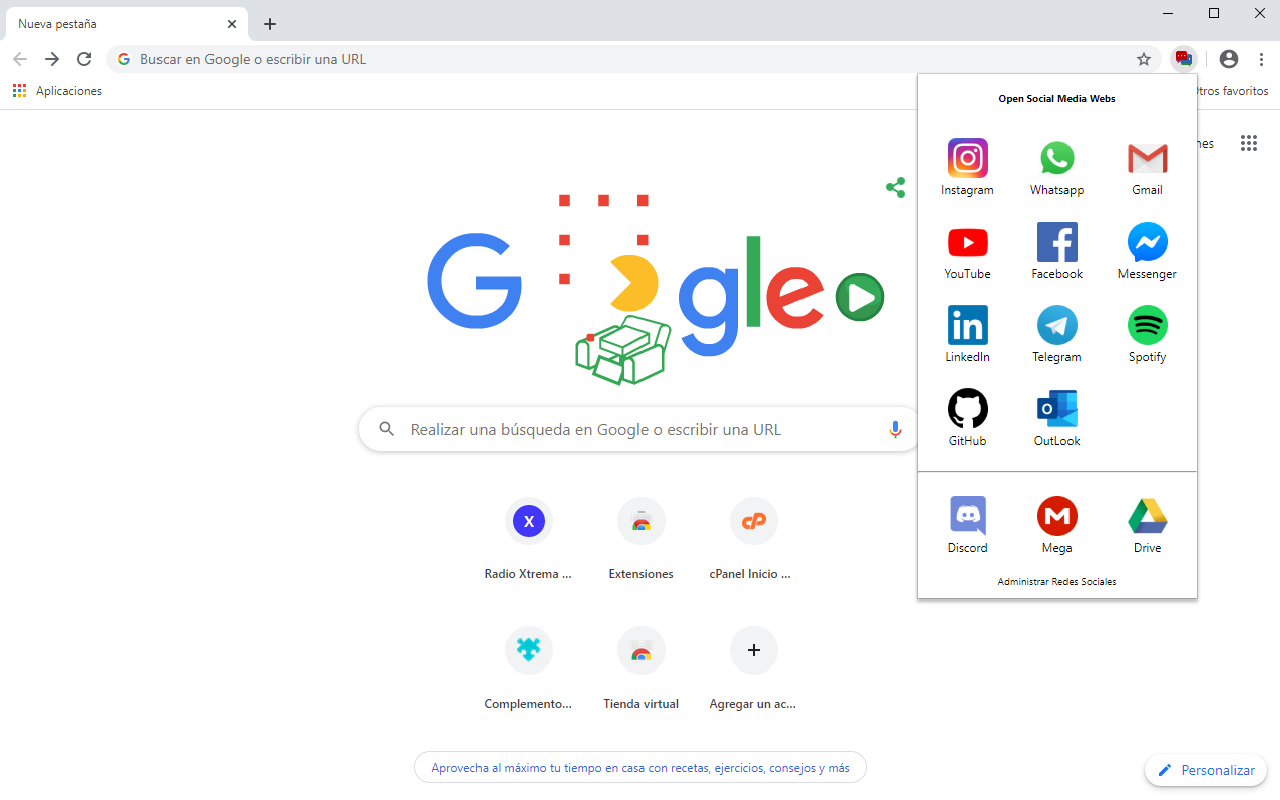 Nueva pestaña
Buscar en Google o escribir una URL
Aplicaciones
Otros favoritos
Open Social Media Webs
Instagram
Whatsapp
Gmail
YouTube
Facebook
Messenger
LinkedIn
Telegram
Spotify
GitHub
OutLook
Discord
Mega
Drive
Administrar Redes Sociales
G gle
Realizar una búsqueda en Google o escribir una URL
X
Radio Xtrema ...
Extensiones
cP
cPanel Inicio ...
Complemento...
Tienda virtual
Agregar un ac...
Aprovecha al máximo tu tiempo en casa con recetas, ejercicios, consejos y más
Personalizar